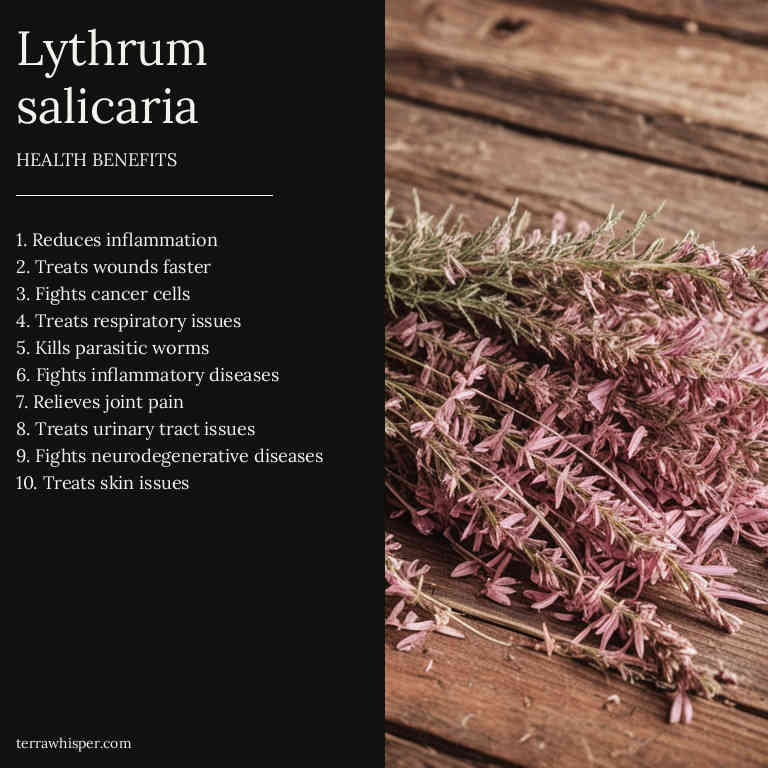 Lythrum
salicaria
HEALTH BENEFITS
1. Reduces inflammation
2. Treats wounds faster
3. Fights cancer cells
4. Treats respiratory issues
5. Kills parasitic worms
6. Fights inflammatory diseases
7. Relieves joint pain
8. Treats urinary tract issues
9. Fights neurodegenerative diseases
10. Treats skin issues
terrawhisper.com